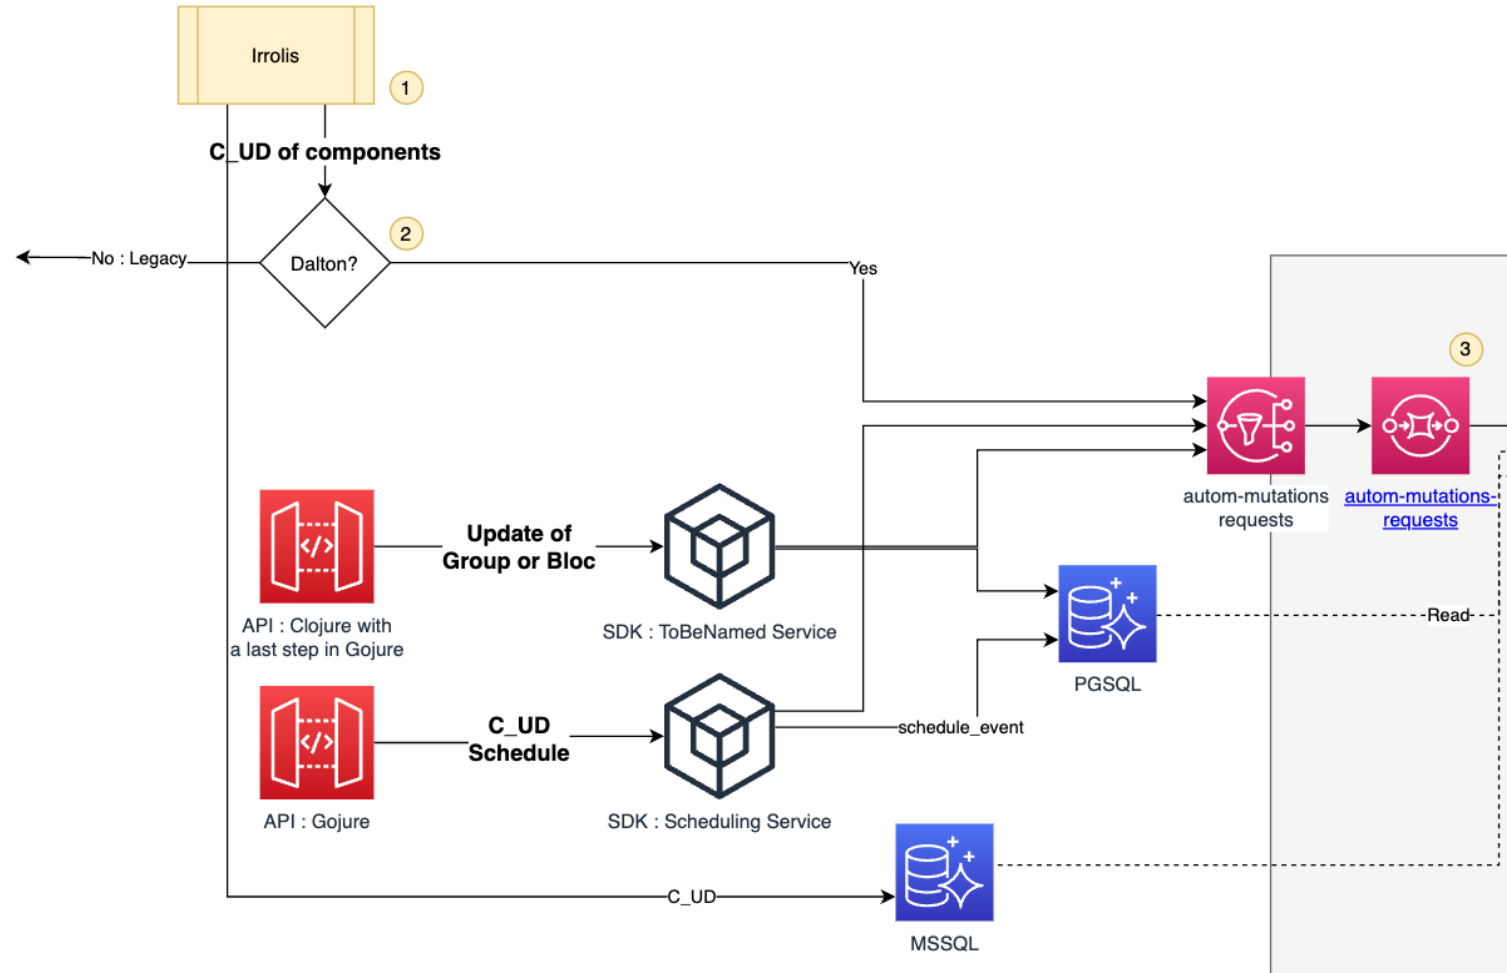 Irrolis
1
C_UD of components
2
Dalton?
No : Legacy
Yes
3
autom-mutations
requests
autom-mutations-
requests
Update of
Group or Bloc
API : Clojure with
a last step in Gojure
SDK : ToBeNamed Service
Read
PGSQL
C_UD
Schedule
schedule_event
API : Gojure
SDK : Scheduling Service
C_UD
MSSQL